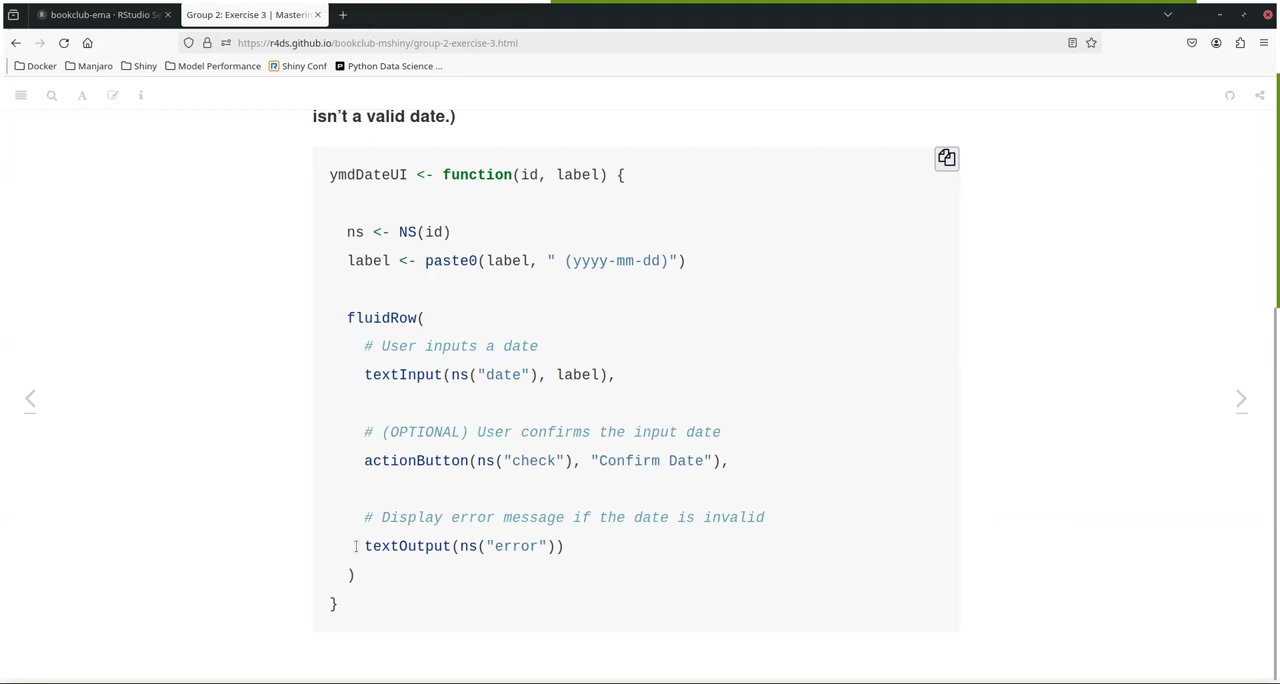 bookclub-ema · RStudio Se
Group 2: Exercise 3 | Masterin
https://r4ds.github.io/bookclub-mshiny/group-2-exercise-3.html
Docker Manjaro Shiny Model Performance Shiny Conf Python Data Science ...
isn't a valid date.)
ymdDateUI <- function(id, label) {
ns <- NS(id)
label <- paste0(label, " (yyyy-mm-dd)")
fluidRow(
# User inputs a date
textInput(ns("date"), label),
# (OPTIONAL) User confirms the input date
actionButton(ns("check"), "Confirm Date"),
# Display error message if the date is invalid
textOutput(ns("error"))
)
}